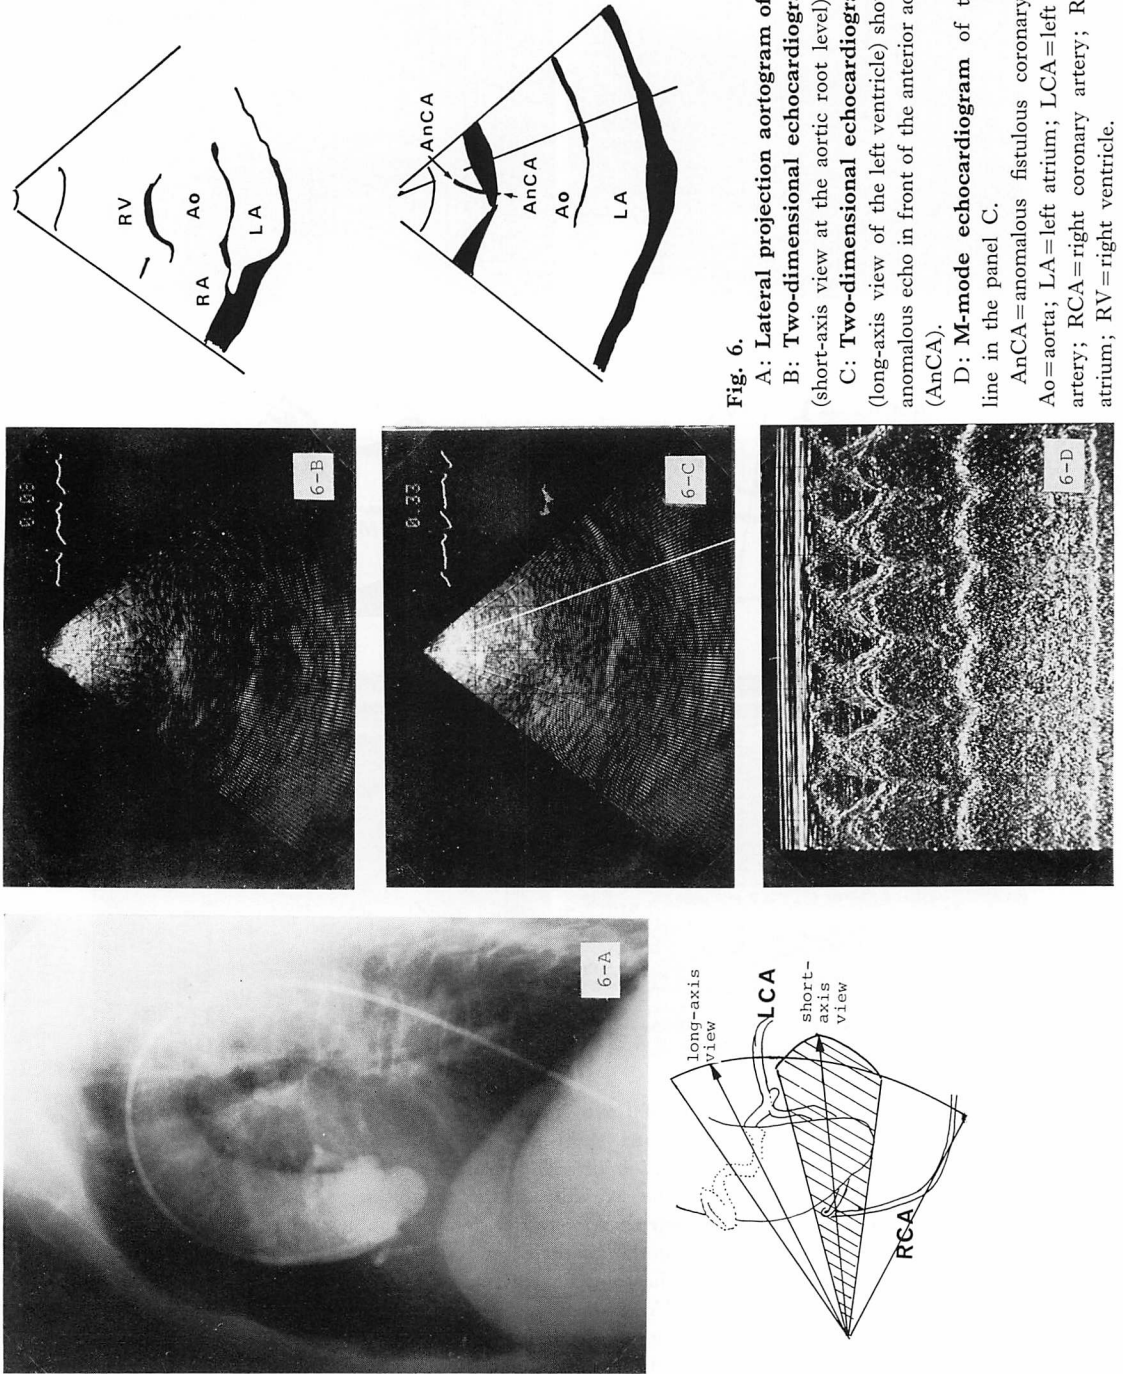 RV
Ao
RA
LA
AnCA
AnCA
Ao
LA
0.08
6-B
0.33
6-C
6-D
6-A
long-axis
view
LCA
short-
axis
view
RCA
Fig. 6.
A: Lateral projection aortogram of
B: Two-dimensional
(short-axis view at the aortic root level)
C: Two-dimensional
(long-axis view of the left ventricle)
anomalous echo in front of the anterior
(AnCA).
D: M-mode echocardiogram of
line in the panel C.
AnCA=anomalous fistulous coronary
Ao=aorta; LA=left atrium; LCA=left
artery; RCA=right coronary artery;
atrium; RV=right ventricle.